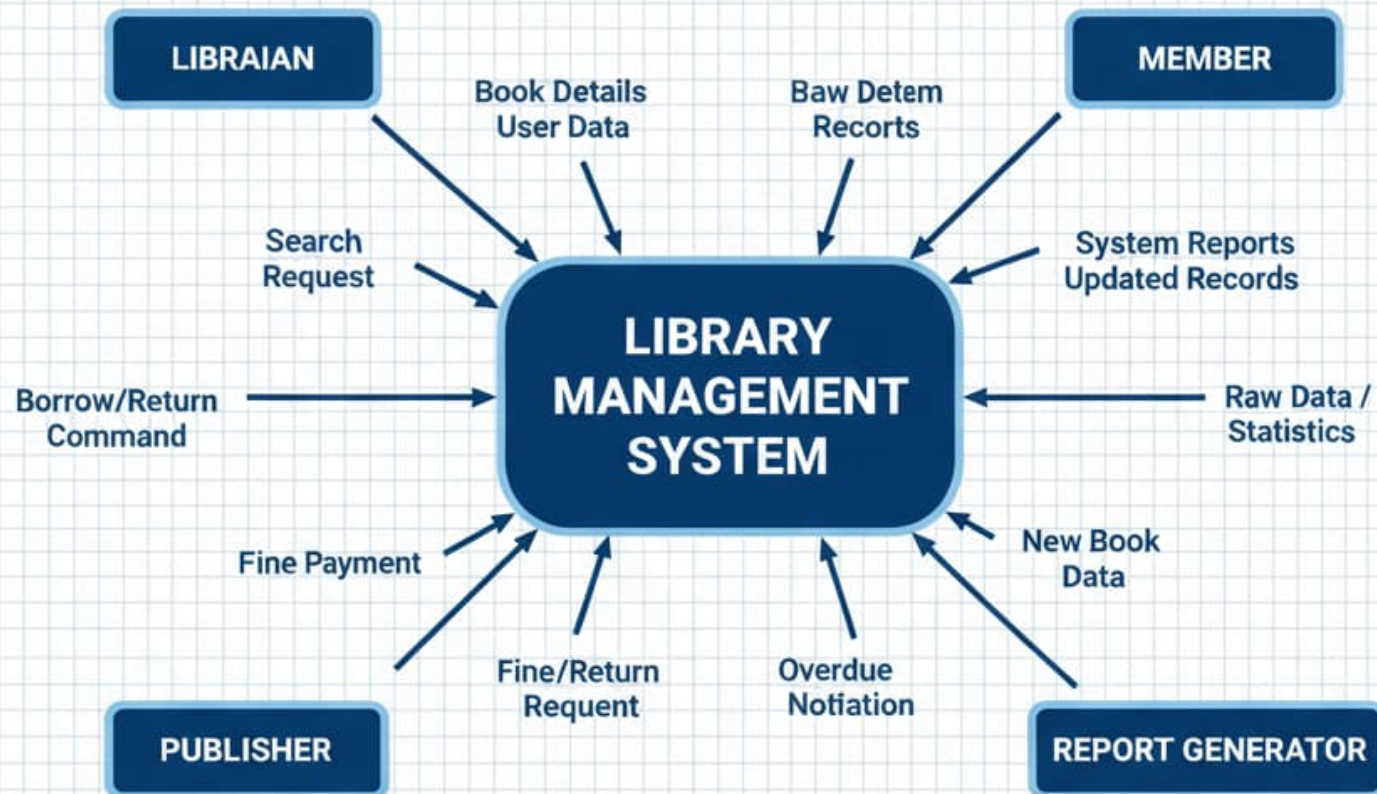 LIBRAIAN
MEMBER
Book Details
User Data
Baw Detem
Recorts
Search
Request
System Reports
Updated Records
LIBRARY
MANAGEMENT
SYSTEM
Borrow/Return
Command
Raw Data /
Statistics
Fine Payment
New Book
Data
Fine/Return
Requent
Overdue
Notfiation
PUBLISHER
REPORT GENERATOR